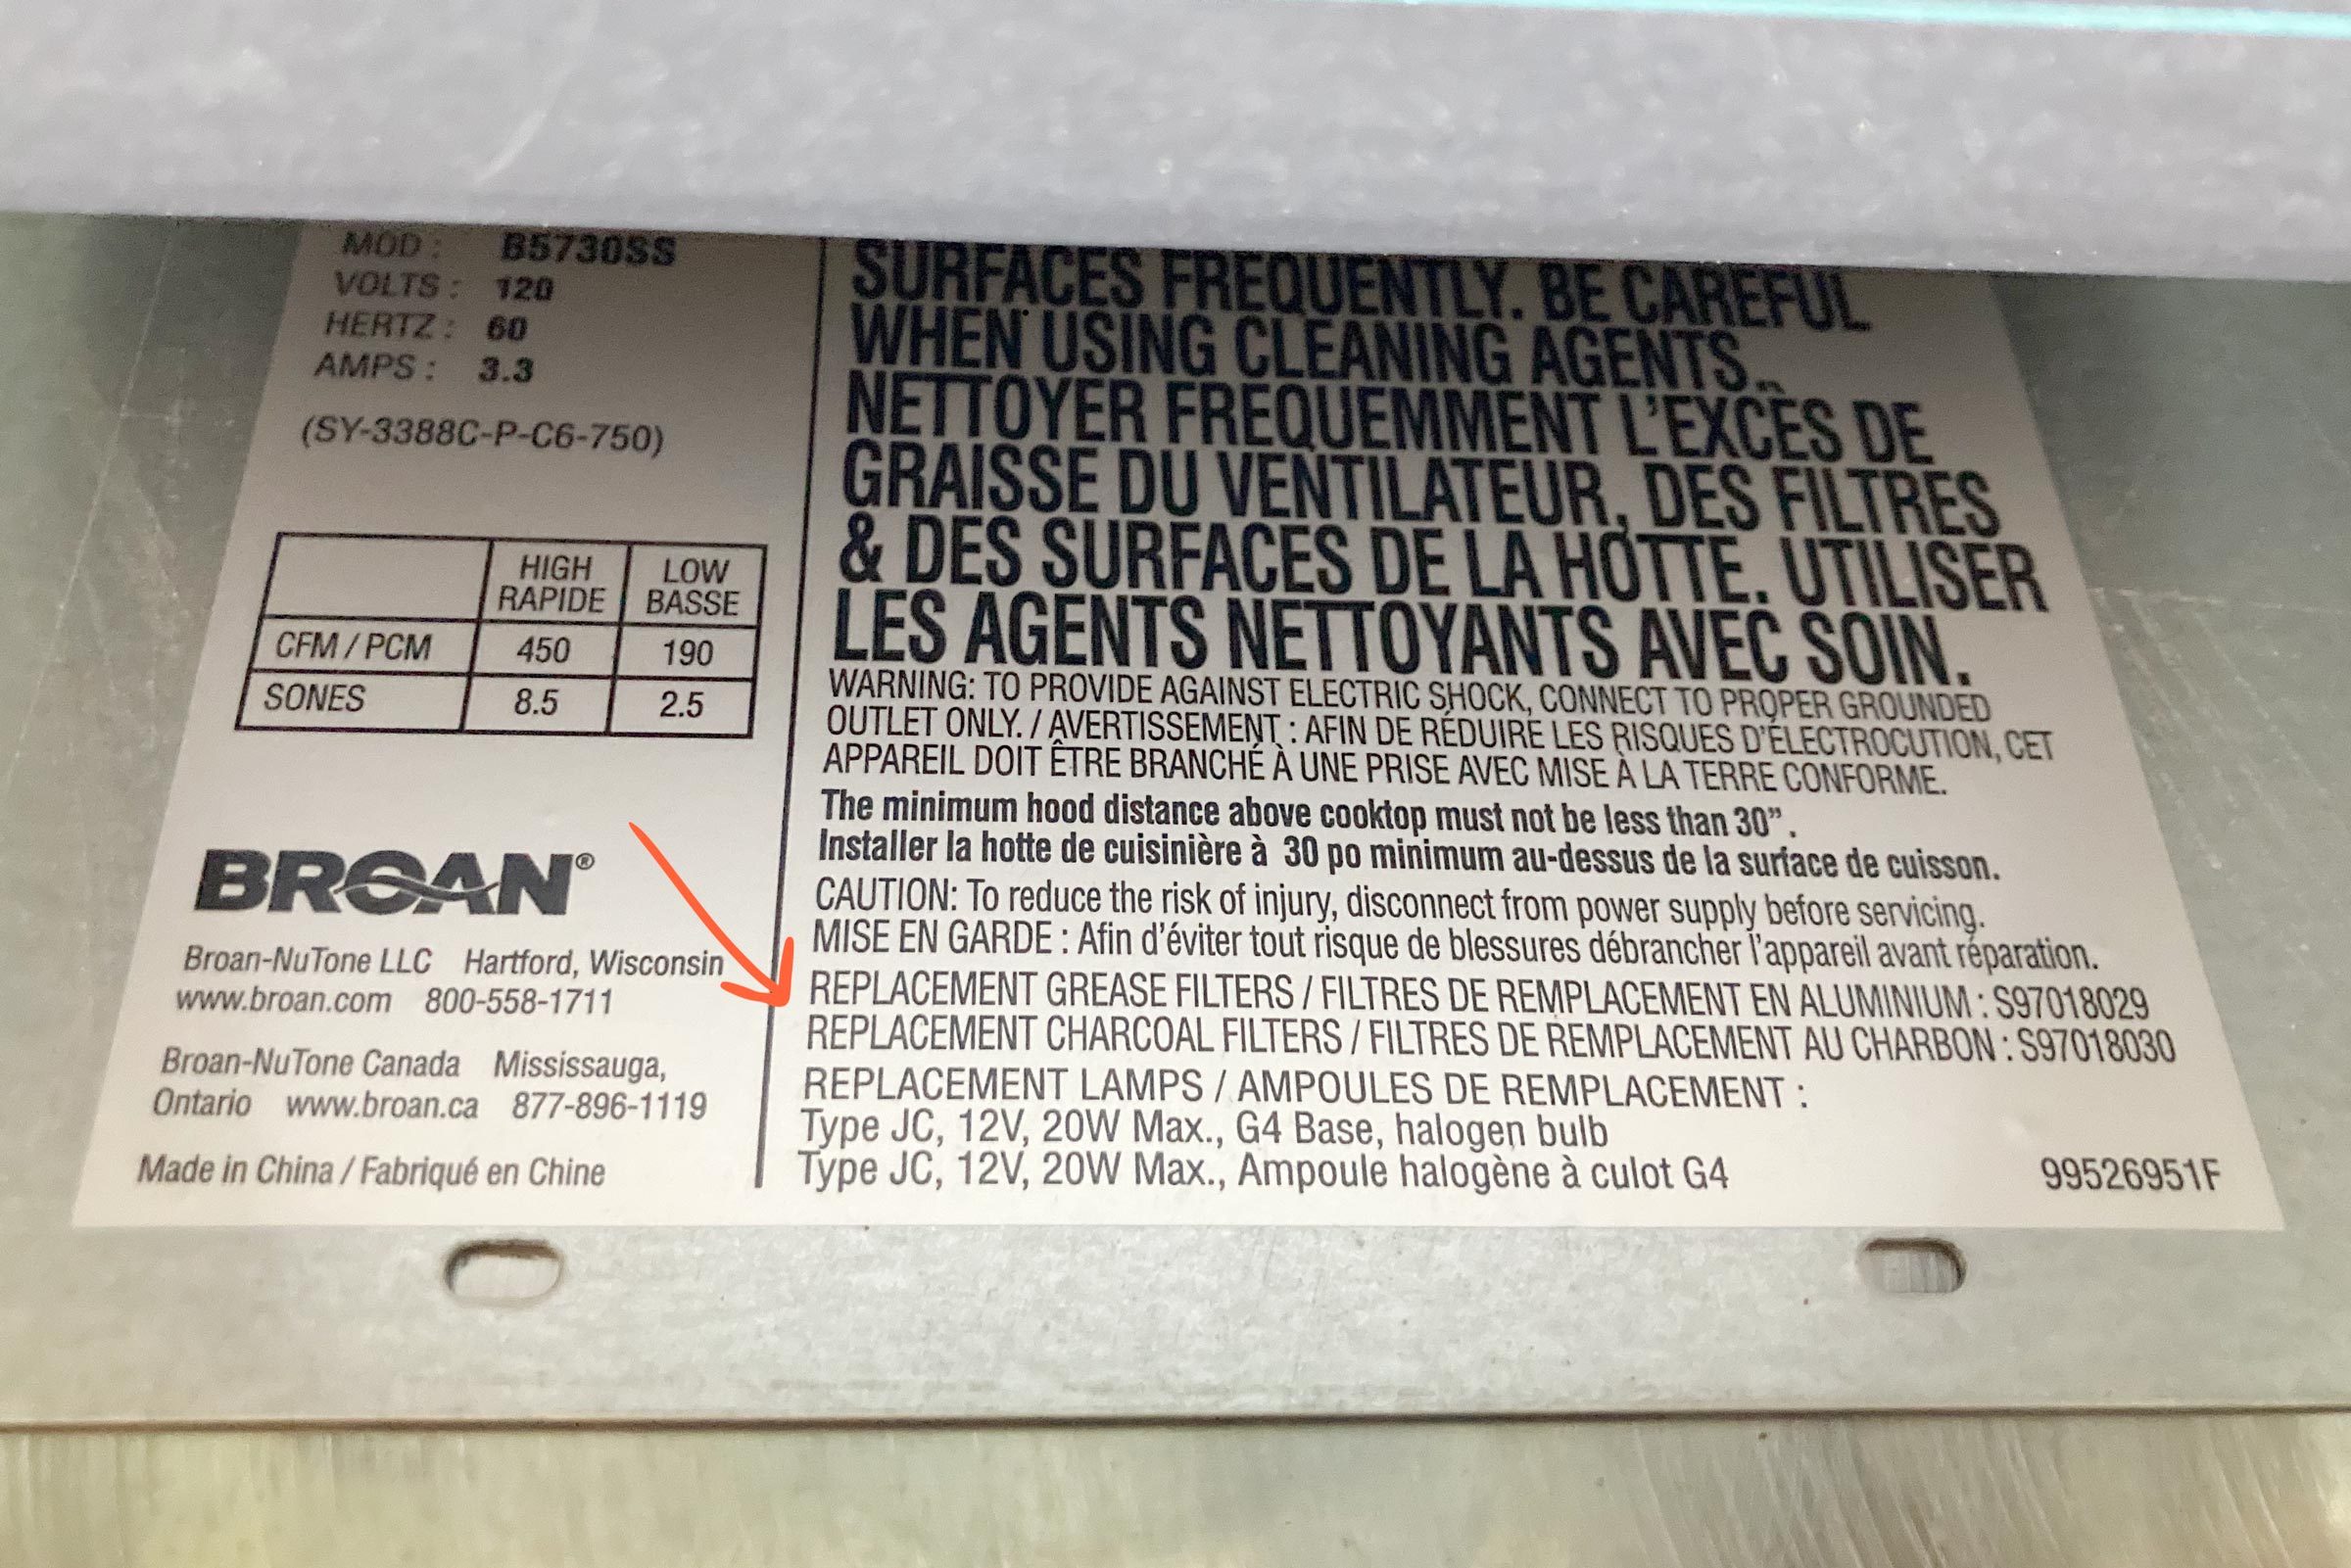 MOD : B5730SS
VOLTS : 120
HERTZ : 60
AMPS : 3.3
(SY-3388C-P-C6-750)
HIGH LOW
RAPIDE BASSE
CFM / PCM 450 190
SONES 8.5 2.5
BROAN®
Broan-NuTone LLC Hartford, Wisconsin
www.broan.com 800-558-1711
Broan-NuTone Canada Mississauga,
Ontario www.broan.ca 877-896-1119
Made in China / Fabriqué en Chine
SURFACES FREQUENTLY. BE CAREFUL
WHEN USING CLEANING AGENTS.
NETTOYER FREQUEMMENT L'EXCÈS DE
GRAISSE DU VENTILATEUR, DES FILTRES
& DES SURFACES DE LA HOTTE. UTILISER
LES AGENTS NETTOYANTS AVEC SOIN.
WARNING: TO PROVIDE AGAINST ELECTRIC SHOCK, CONNECT TO PROPER GROUNDED
OUTLET ONLY. / AVERTISSEMENT : AFIN DE RÉDUIRE LES RISQUES D'ÉLECTROCUTION, CET
APPAREIL DOIT ÊTRE BRANCHÉ À UNE PRISE AVEC MISE À LA TERRE CONFORME.
The minimum hood distance above cooktop must not be less than 30".
Installer la hotte de cuisinière à 30 po minimum au-dessus de la surface de cuisson.
CAUTION: To reduce the risk of injury, disconnect from power supply before servicing.
MISE EN GARDE : Afin d'éviter tout risque de blessures débrancher l'appareil avant réparation.
REPLACEMENT GREASE FILTERS / FILTRES DE REMPLACEMENT EN ALUMINIUM : S97018029
REPLACEMENT CHARCOAL FILTERS / FILTRES DE REMPLACEMENT AU CHARBON : S97018030
REPLACEMENT LAMPS / AMPOULES DE REMPLACEMENT :
Type JC, 12V, 20W Max., G4 Base, halogen bulb
Type JC, 12V, 20W Max., Ampoule halogène à culot G4
99526951F